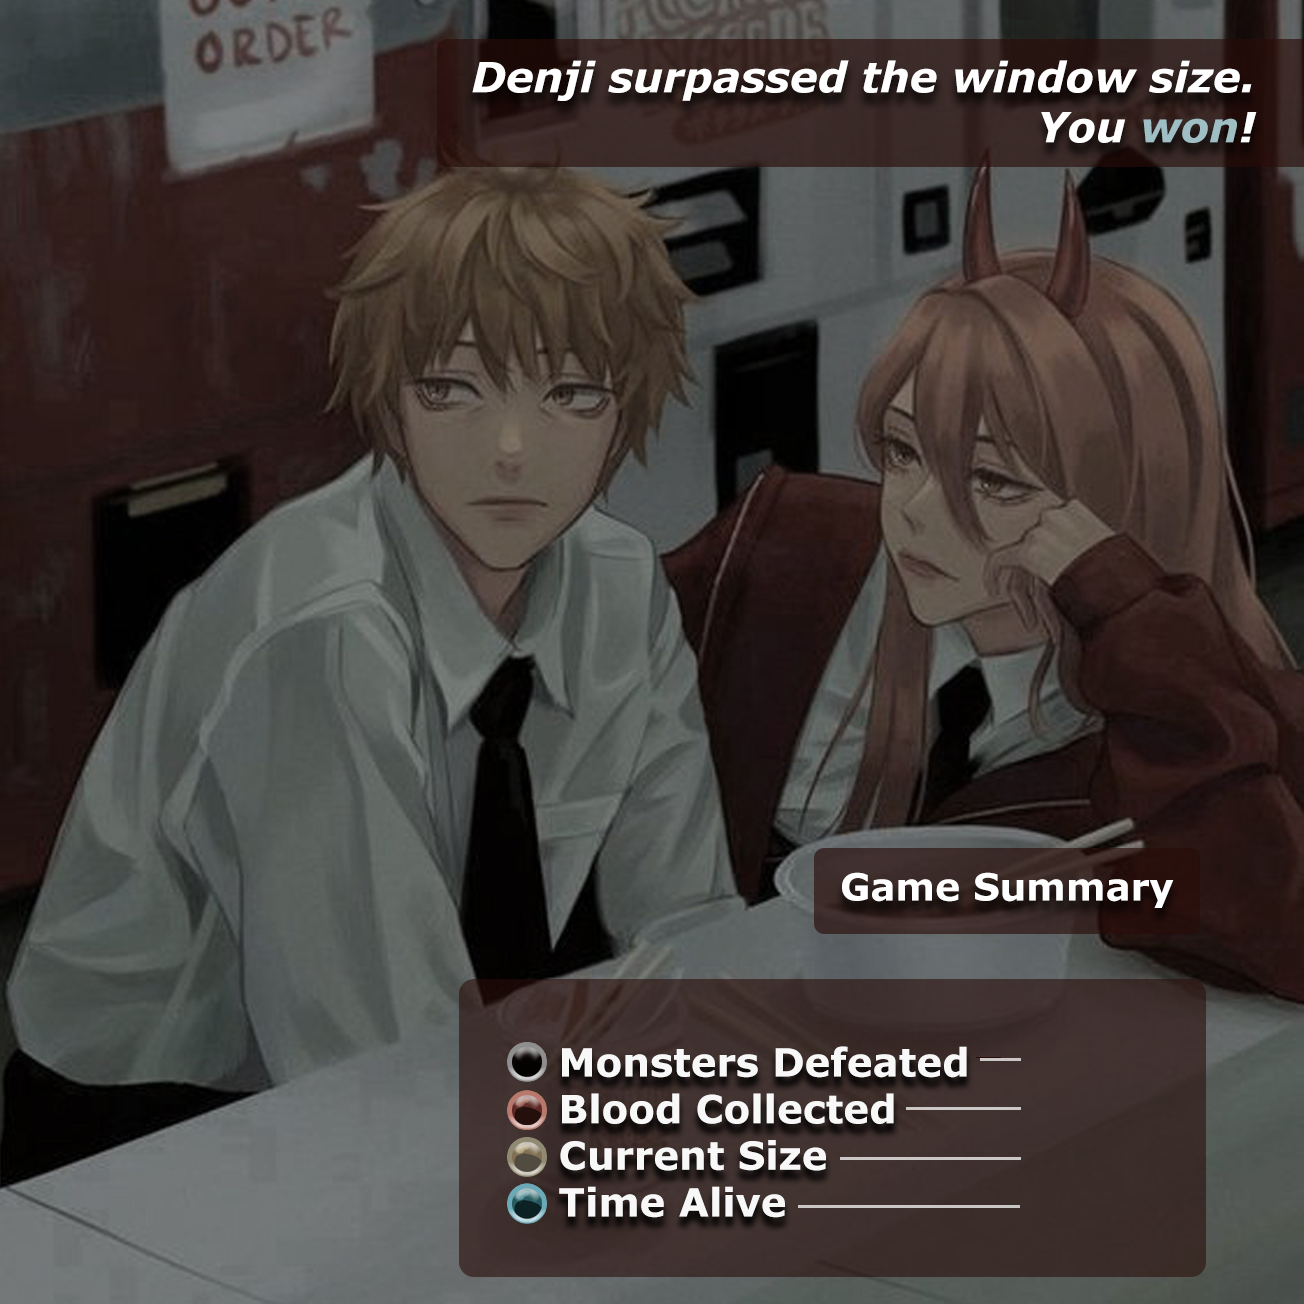 ORDER
Denji surpassed the window size.
You won!
Game Summary
Monsters Defeated
Blood Collected
Current Size
Time Alive